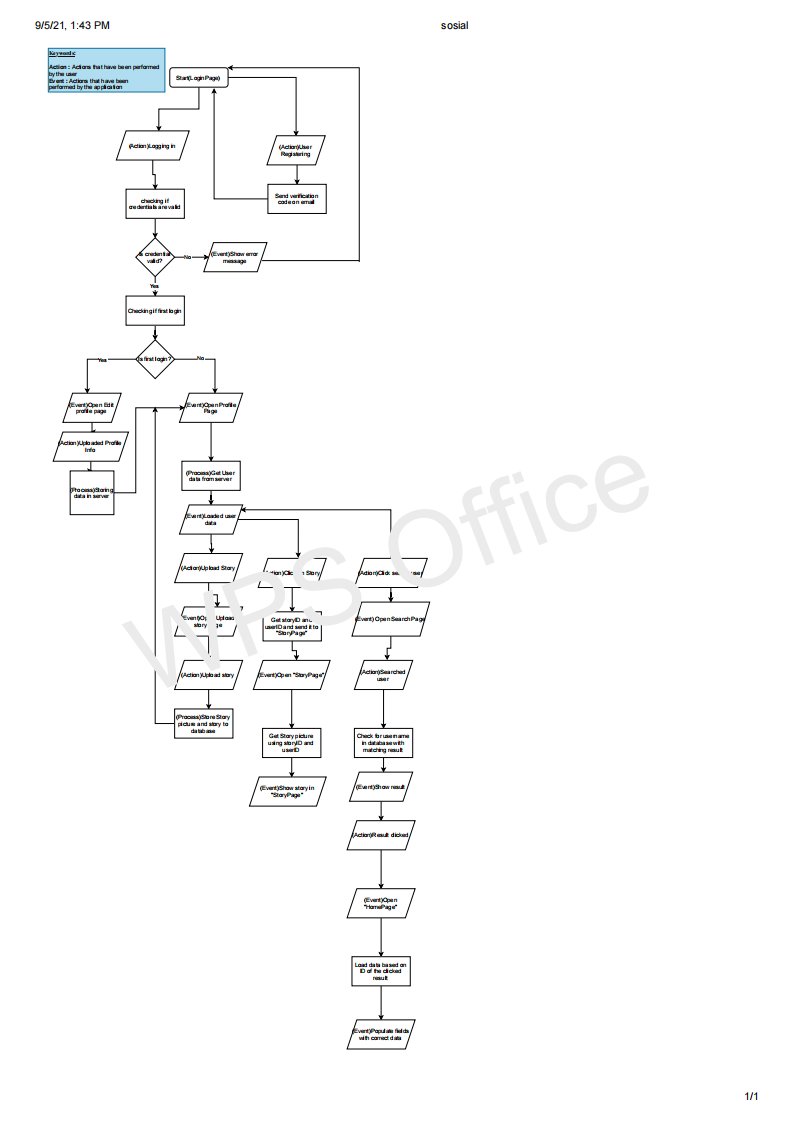 9/5/21, 1:43 PM
sosial
Keywords:
Action : Actions that have been performed
by the user
Event : Actions that have been
performed by the application
Start(Login Page)
(Action)Logging in
(Action)User
Registering
checking if
credentials are valid
Send verification
code on email
Is credential
valid?
No
(Event)Show error
message
Yes
Checking if first login
Is first login?
Yes
No
(Event)Open Edit
profile page
(Event)Open Profile
Page
(Action)Uploaded Profile
Info
(Process)Storing
data in server
(Process)Get User
data from server
(Event)Loaded user
data
(Action)Upload Story
Story
(Action)Click
(Event)
Upload
story
Get storyID and
userID and send it to
"StoryPage"
(Event) Open Search Page
(Action)Upload story
(Event)Open "StoryPage"
(Action)Searched
user
(Process)Store Story
picture and story to
database
Get Story picture
using storyID and
userID
Check for username
in database with
matching result
(Event)Show story in
"StoryPage"
(Event)Show result
(Action)Result clicked
(Event)Open
"HomePage"
Load data based on
ID of the clicked
result
(Event)Populate fields
with correct data
WPS Office
1/1